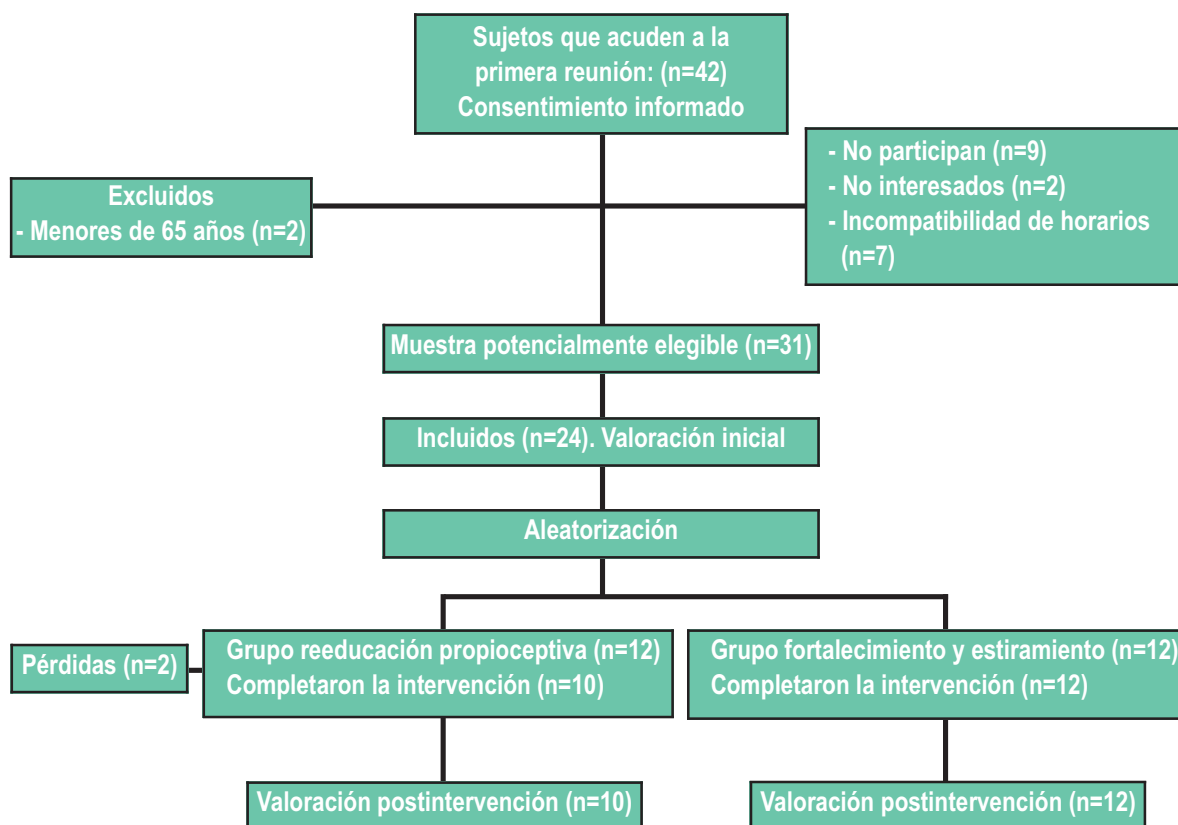 Sujetos que acuden a la
primera reunión: (n=42)
Consentimiento informado
- No participan (n=9)
- No interesados (n=2)
- Incompatibilidad de horarios
(n=7)
Excluidos
- Menores de 65 años (n=2)
Muestra potencialmente elegible (n=31)
Incluidos (n=24). Valoración inicial
Aleatorización
Pérdidas (n=2)
Grupo reeducación propioceptiva (n=12)
Completaron la intervención (n=10)
Grupo fortalecimiento y estiramiento (n=12)
Completaron la intervención (n=12)
Valoración postintervención (n=10)
Valoración postintervención (n=12)